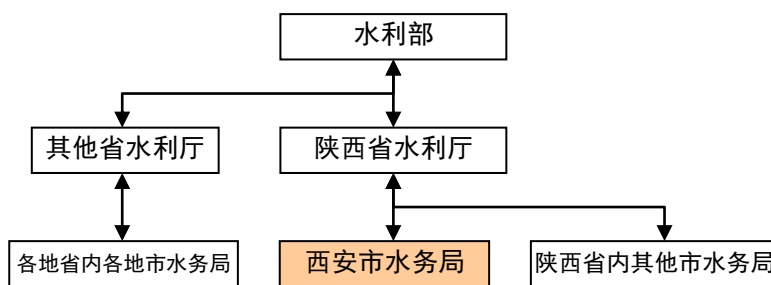 水利部
其他省水利厅
陕西省水利厅
各地省内各地市水务局
西安市水务局
陕西省内其他市水务局